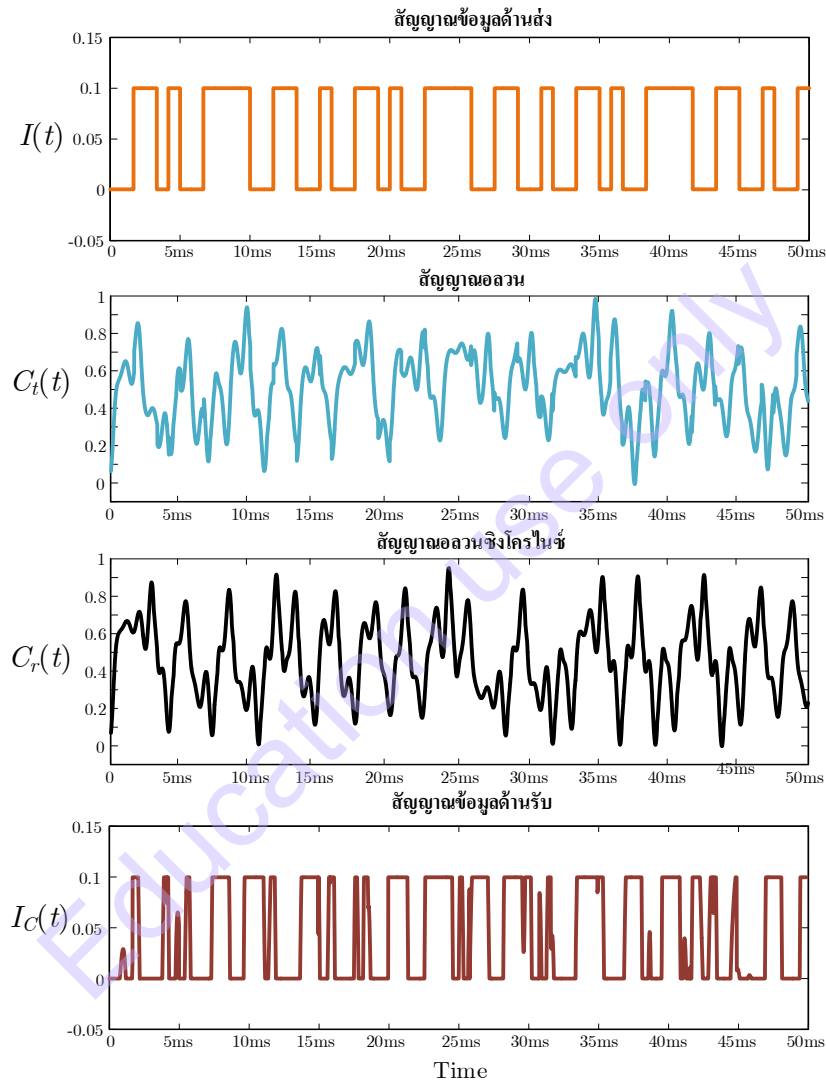 สัญญาณข้อมูลด้านส่ง
0.15
0.1
0.05
0
-0.05
I(t)
0 5ms 10ms 15ms 20ms 25ms 30ms 35ms 40ms 45ms 50ms
สัญญาณอลวน
1
0.8
0.6
0.4
0.2
0
C_t(t)
0 5ms 10ms 15ms 20ms 25ms 30ms 35ms 40ms 45ms 50ms
สัญญาณอลวนซิงโครไนซ์
1
0.8
0.6
0.4
0.2
0
C_r(t)
0 5ms 10ms 15ms 20ms 25ms 30ms 35ms 40ms 45ms 50ms
สัญญาณข้อมูลด้านรับ
0.15
0.1
0.05
0
-0.05
I_C(t)
0 5ms 10ms 15ms 20ms 25ms 30ms 35ms 40ms 45ms 50ms
Time
Education use only